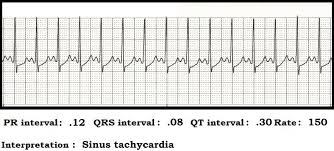 PR interval: .12 QRS interval: .08 QT interval: .30 Rate: 150
Interpretation : Sinus tachycardia